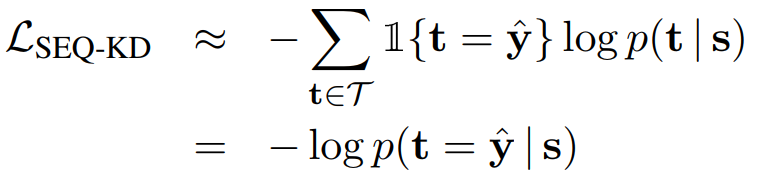 ℒ_SEQ-KD ≈ − ∑_{t∈𝒯} 𝟙{t = ŷ} log p(t | s)
= − log p(t = ŷ | s)